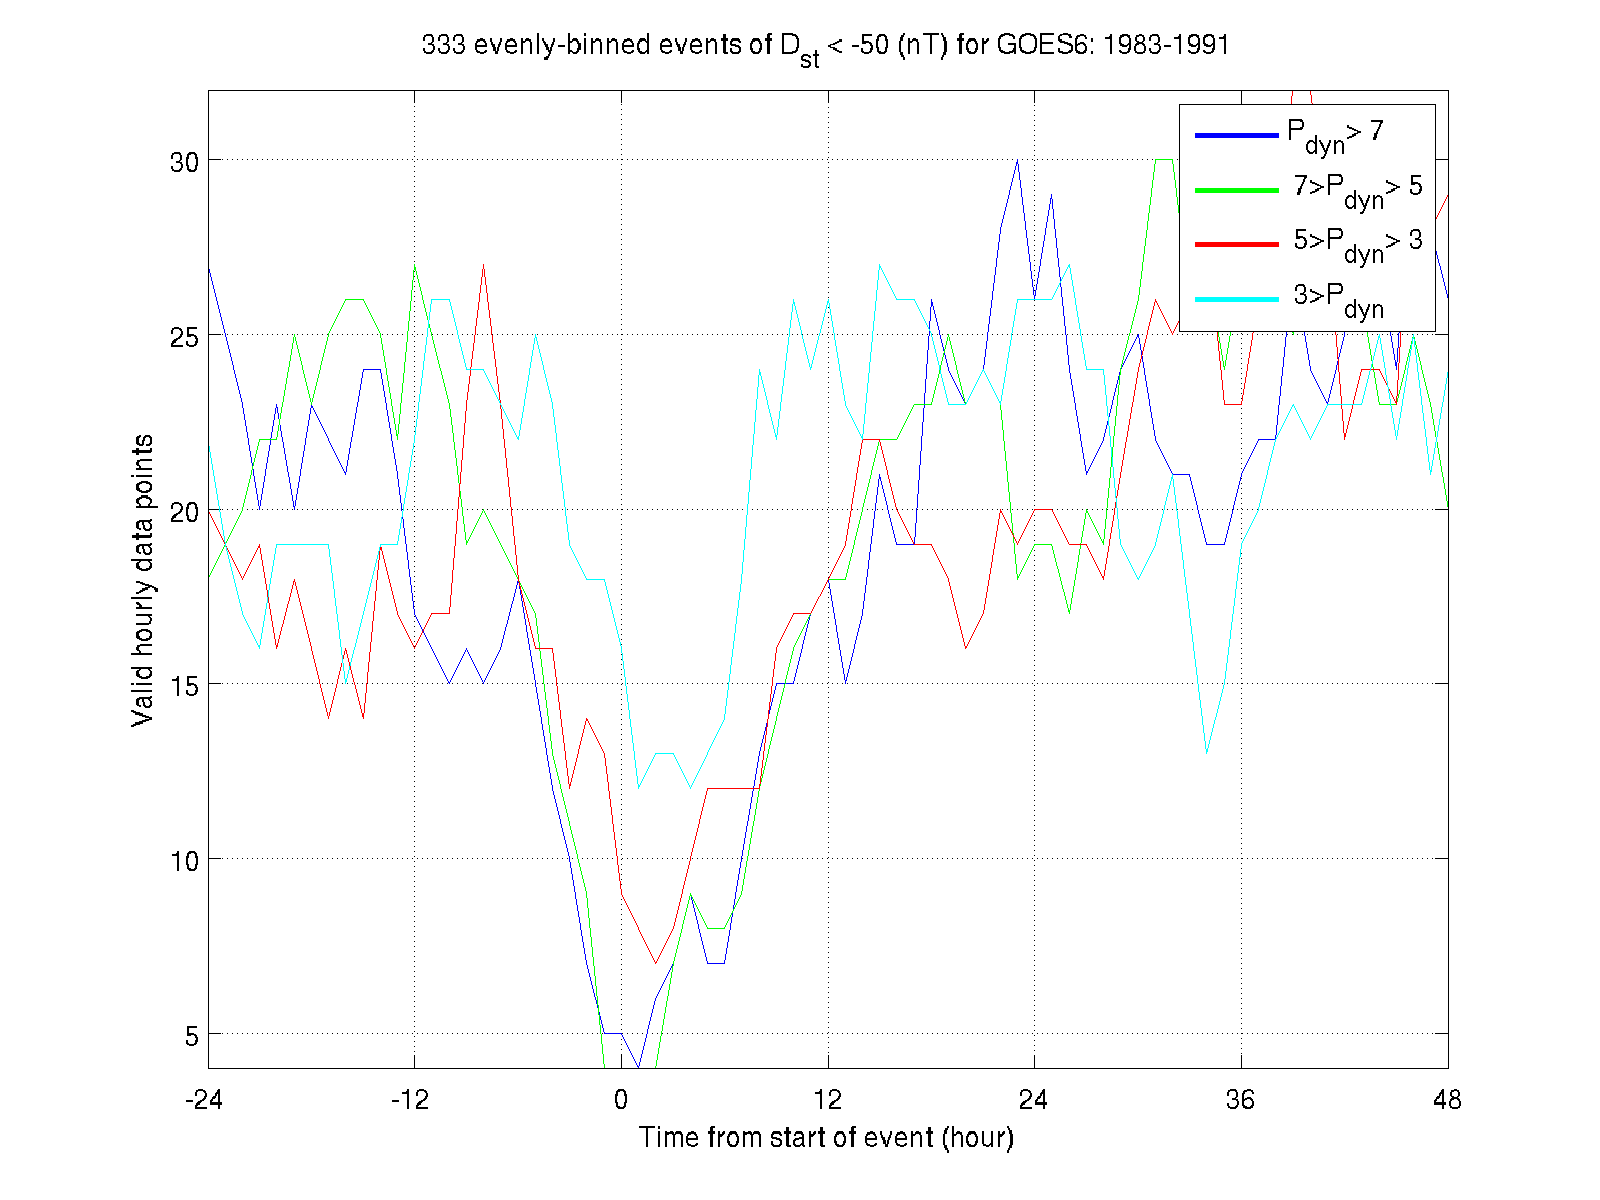 333 evenly-binned events of Dst < -50 (nT) for GOES6: 1983-1991
Pdyn> 7
7>Pdyn> 5
5>Pdyn> 3
3>Pdyn
Valid hourly data points
30
25
20
15
10
5
-24 -12 0 12 24 36 48
Time from start of event (hour)